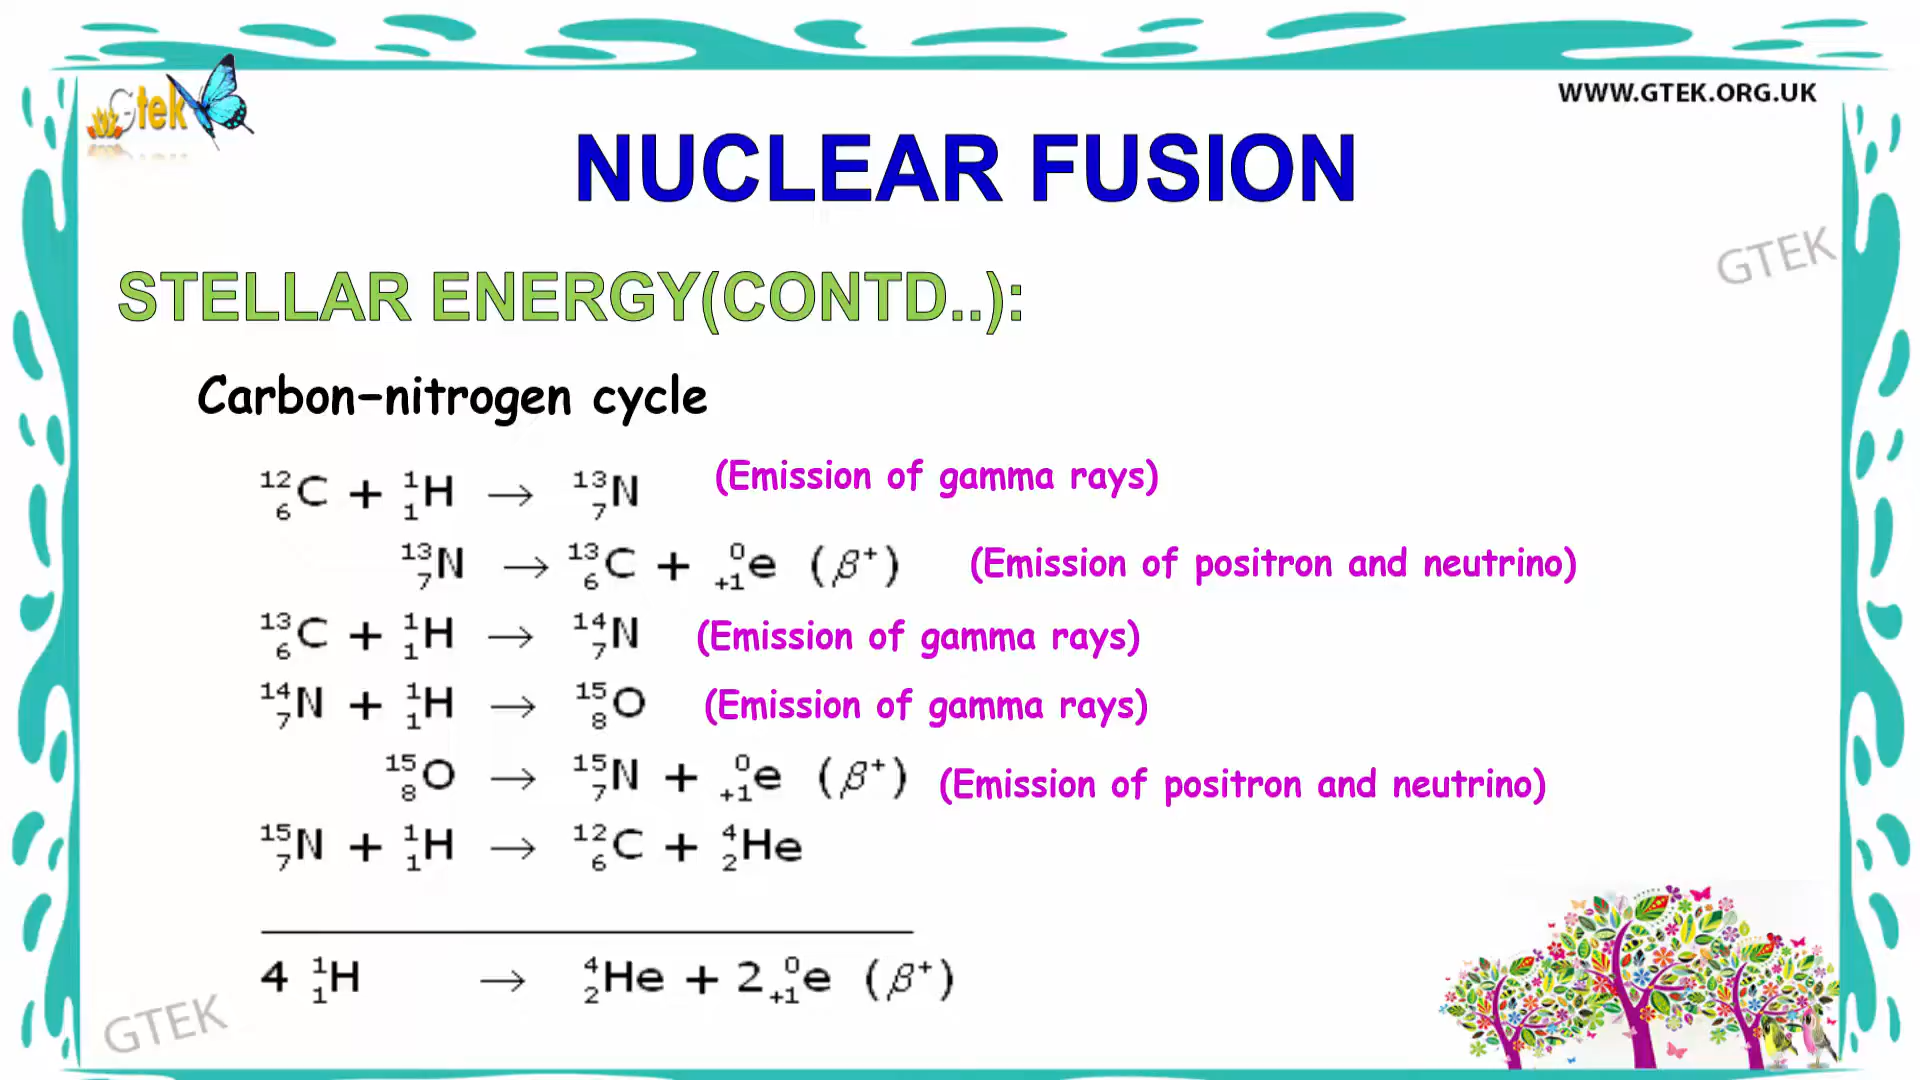 Gtek
WWW.GTEK.ORG.UK
NUCLEAR FUSION
GTEK
STELLAR ENERGY(CONTD..):
Carbon–nitrogen cycle
¹²₆C + ¹₁H → ¹³₇N (Emission of gamma rays)
¹³₇N → ¹³₆C + ⁰₊₁e (β⁺) (Emission of positron and neutrino)
¹³₆C + ¹₁H → ¹⁴₇N (Emission of gamma rays)
¹⁴₇N + ¹₁H → ¹⁵₈O (Emission of gamma rays)
¹⁵₈O → ¹⁵₇N + ⁰₊₁e (β⁺) (Emission of positron and neutrino)
¹⁵₇N + ¹₁H → ¹²₆C + ⁴₂He
4 ¹₁H → ⁴₂He + 2 ⁰₊₁e (β⁺)
GTEK